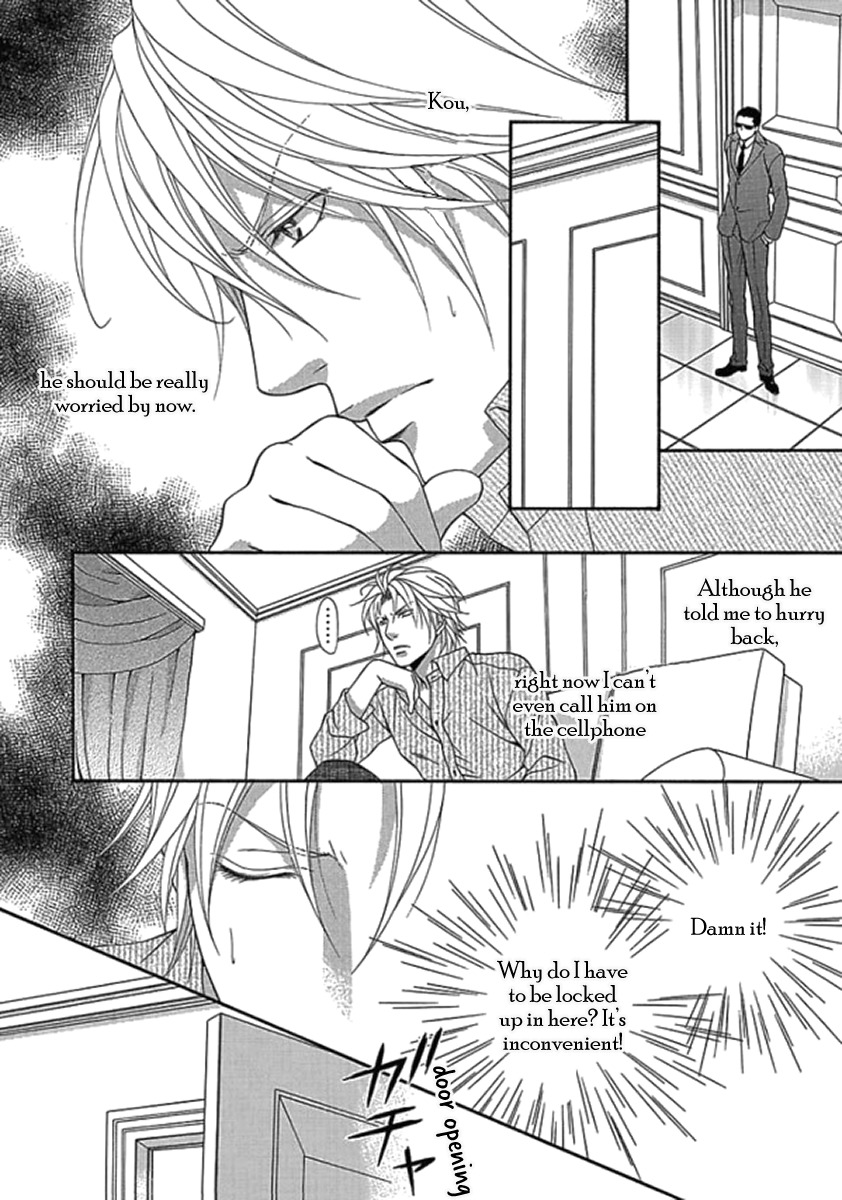 Kou,
he should be really
worried by now.
Although he
told me to hurry
back,
right now I can't
even call him on
the cellphone
Damn it!
Why do I have
to be locked
up in here? It's
inconvenient!
ガチャ
door opening